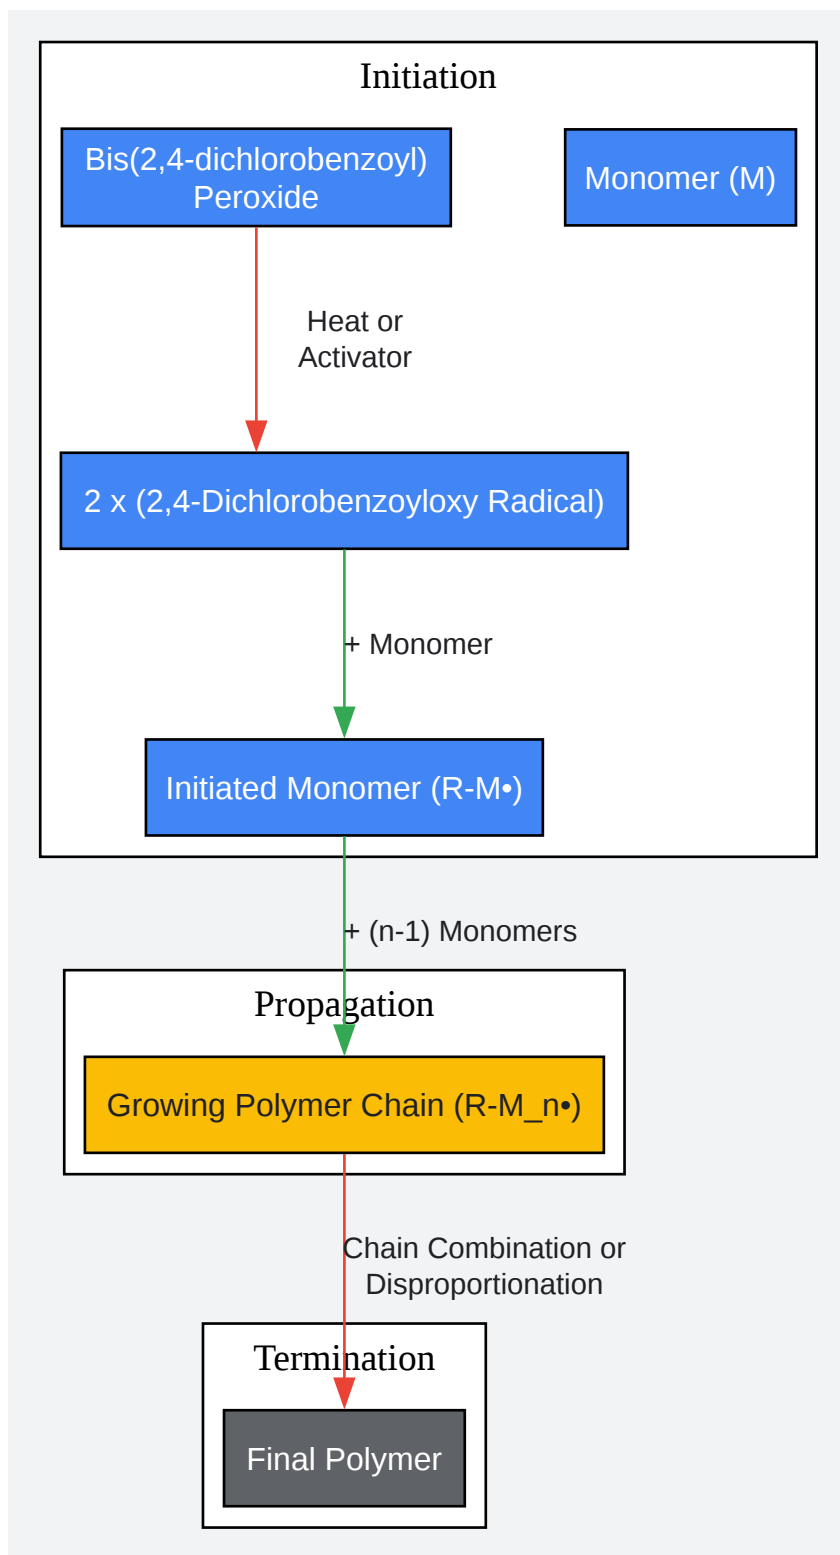 Initiation
Bis(2,4-dichlorobenzoyl)
Peroxide
Monomer (M)
Heat or
Activator
2 x (2,4-Dichlorobenzoyloxy Radical)
+ Monomer
Initiated Monomer (R-M•)
+ (n-1) Monomers
Propagation
Growing Polymer Chain (R-M_n•)
Chain Combination or
Disproportionation
Termination
Final Polymer